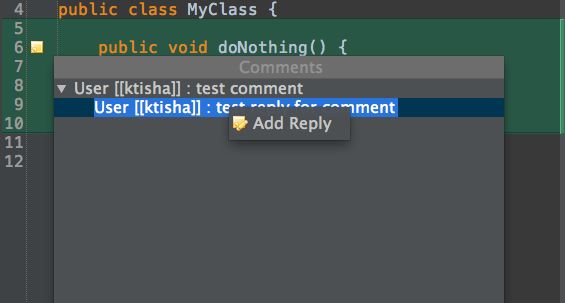 4 public class MyClass {
5
6 public void doNothing() {
7
Comments
8 User [[ktisha]] : test comment
9 User [[ktisha]] : test reply for comment
10
Add Reply
11
12